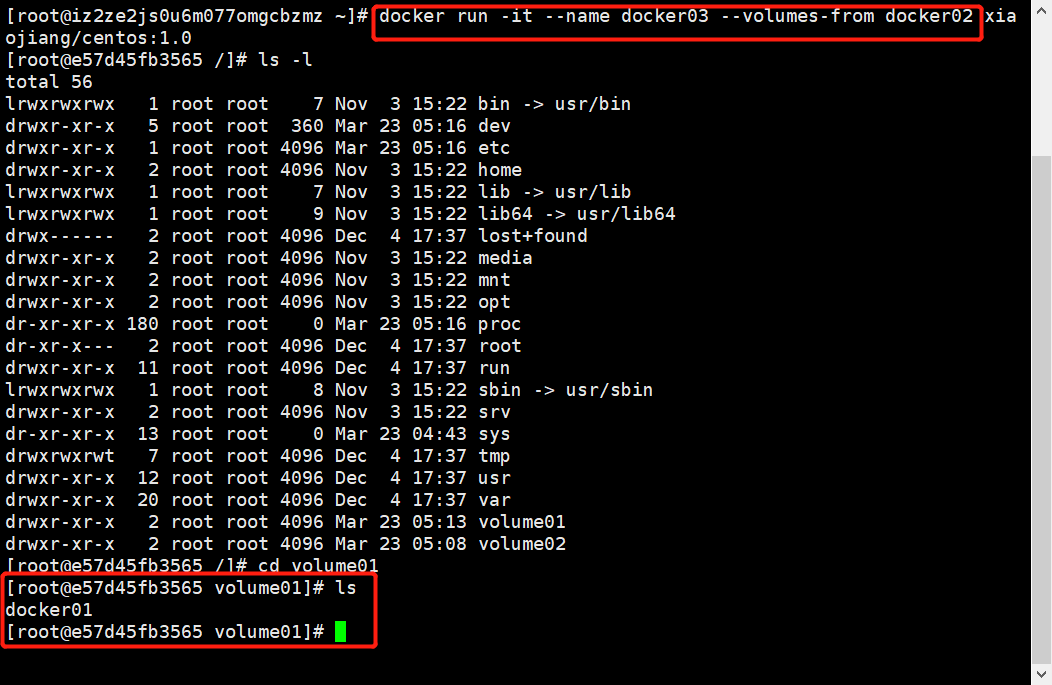 [root@iz2ze2js0u6m077omgcbzmz ~]# docker run -it --name docker03 --volumes-from docker02 xia
ojiang/centos:1.0
[root@e57d45fb3565 /]# ls -l
total 56
lrwxrwxrwx   1 root root    7 Nov  3 15:22 bin -> usr/bin
drwxr-xr-x   5 root root  360 Mar 23 05:16 dev
drwxr-xr-x   1 root root 4096 Mar 23 05:16 etc
drwxr-xr-x   2 root root 4096 Nov  3 15:22 home
lrwxrwxrwx   1 root root    7 Nov  3 15:22 lib -> usr/lib
lrwxrwxrwx   1 root root    9 Nov  3 15:22 lib64 -> usr/lib64
drwx------   2 root root 4096 Dec  4 17:37 lost+found
drwxr-xr-x   2 root root 4096 Nov  3 15:22 media
drwxr-xr-x   2 root root 4096 Nov  3 15:22 mnt
drwxr-xr-x   2 root root 4096 Nov  3 15:22 opt
dr-xr-xr-x 180 root root    0 Mar 23 05:16 proc
dr-xr-x---   2 root root 4096 Dec  4 17:37 root
drwxr-xr-x  11 root root 4096 Dec  4 17:37 run
lrwxrwxrwx   1 root root    8 Nov  3 15:22 sbin -> usr/sbin
drwxr-xr-x   2 root root 4096 Nov  3 15:22 srv
dr-xr-xr-x  13 root root    0 Mar 23 04:43 sys
drwxrwxrwt   7 root root 4096 Dec  4 17:37 tmp
drwxr-xr-x  12 root root 4096 Dec  4 17:37 usr
drwxr-xr-x  20 root root 4096 Dec  4 17:37 var
drwxr-xr-x   2 root root 4096 Mar 23 05:13 volume01
drwxr-xr-x   2 root root 4096 Mar 23 05:08 volume02
[root@e57d45fb3565 /]# cd volume01
[root@e57d45fb3565 volume01]# ls
docker01
[root@e57d45fb3565 volume01]#